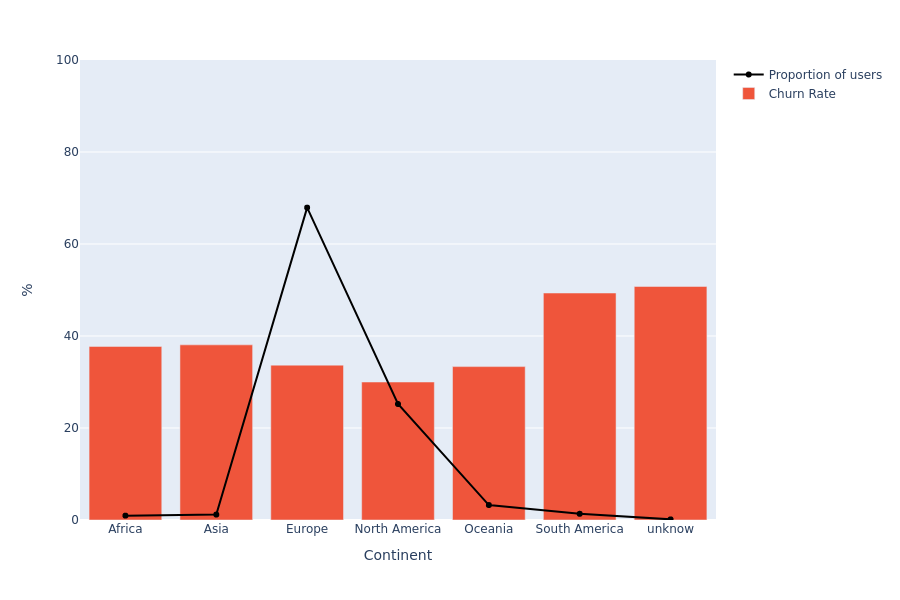 100
80
60
40
20
0
%
Africa
Asia
Europe
North America
Oceania
South America
unknow
Continent
Proportion of users
Churn Rate